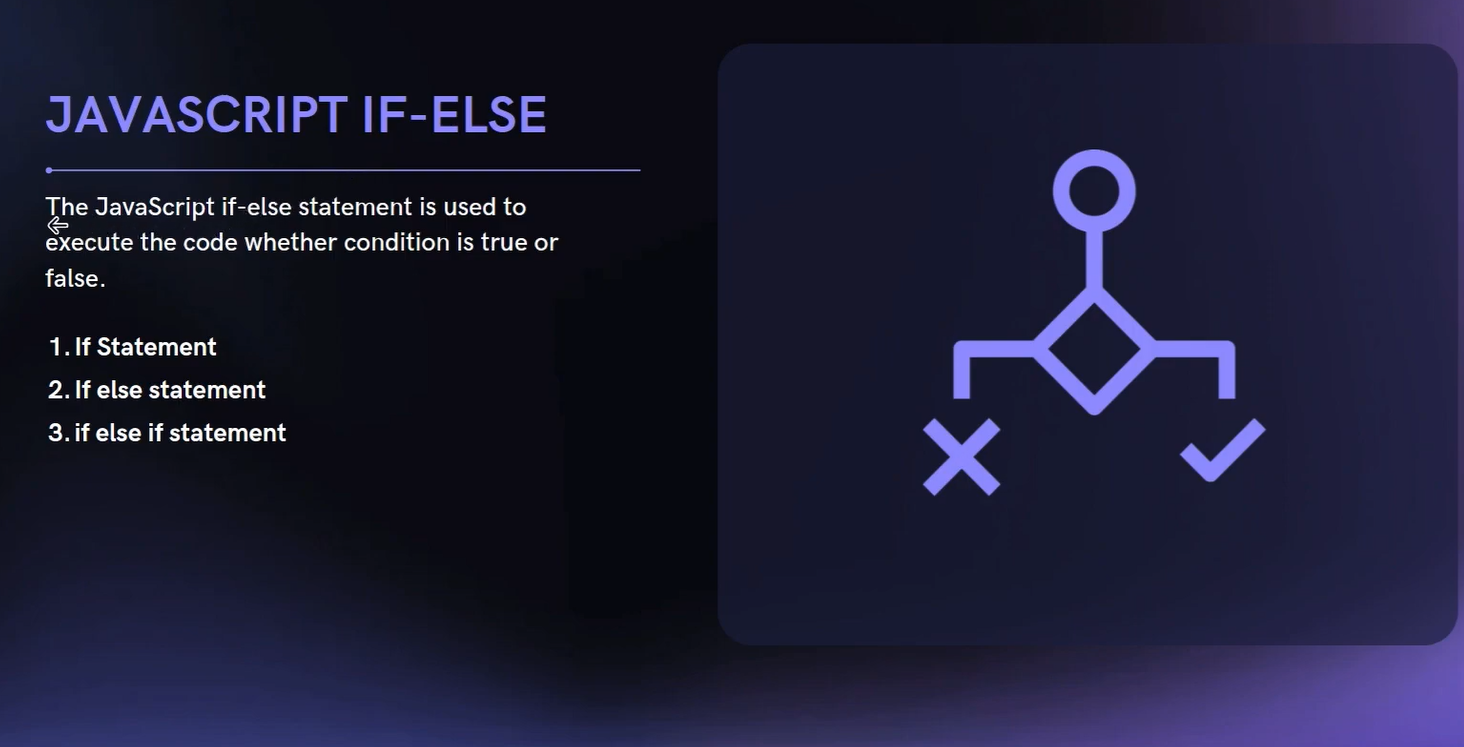 JAVASCRIPT IF-ELSE
The JavaScript if-else statement is used to
execute the code whether condition is true or
false.
1. If Statement
2. If else statement
3. if else if statement